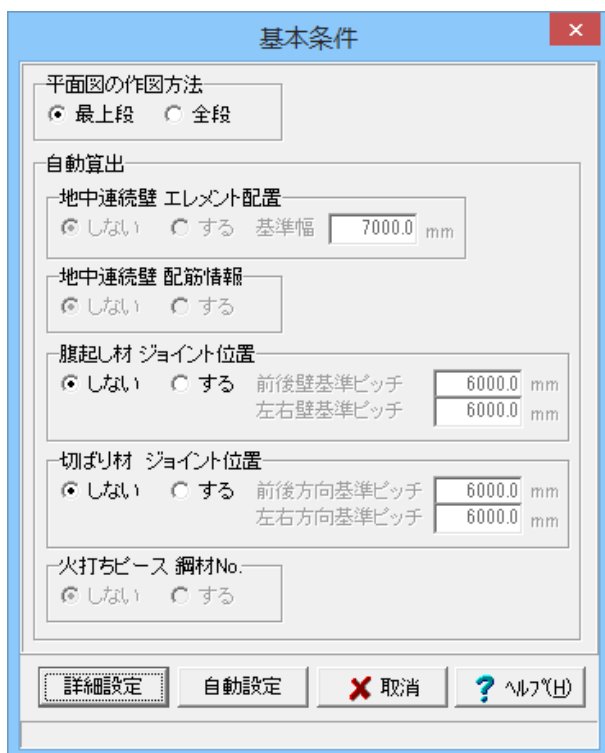 基本条件
平面図の作図方法
最上段 全段
自動算出
地中連続壁 エレメント配置
しない する 基準幅 7000.0 mm
地中連続壁 配筋情報
しない する
腹起し材 ジョイント位置
しない する 前後壁基準ピッチ 6000.0 mm
左右壁基準ピッチ 6000.0 mm
切ばり材 ジョイント位置
しない する 前後方向基準ピッチ 6000.0 mm
左右方向基準ピッチ 6000.0 mm
火打ちピース 鋼材No.
しない する
詳細設定 自動設定 取消 ? ヘルプ(H)